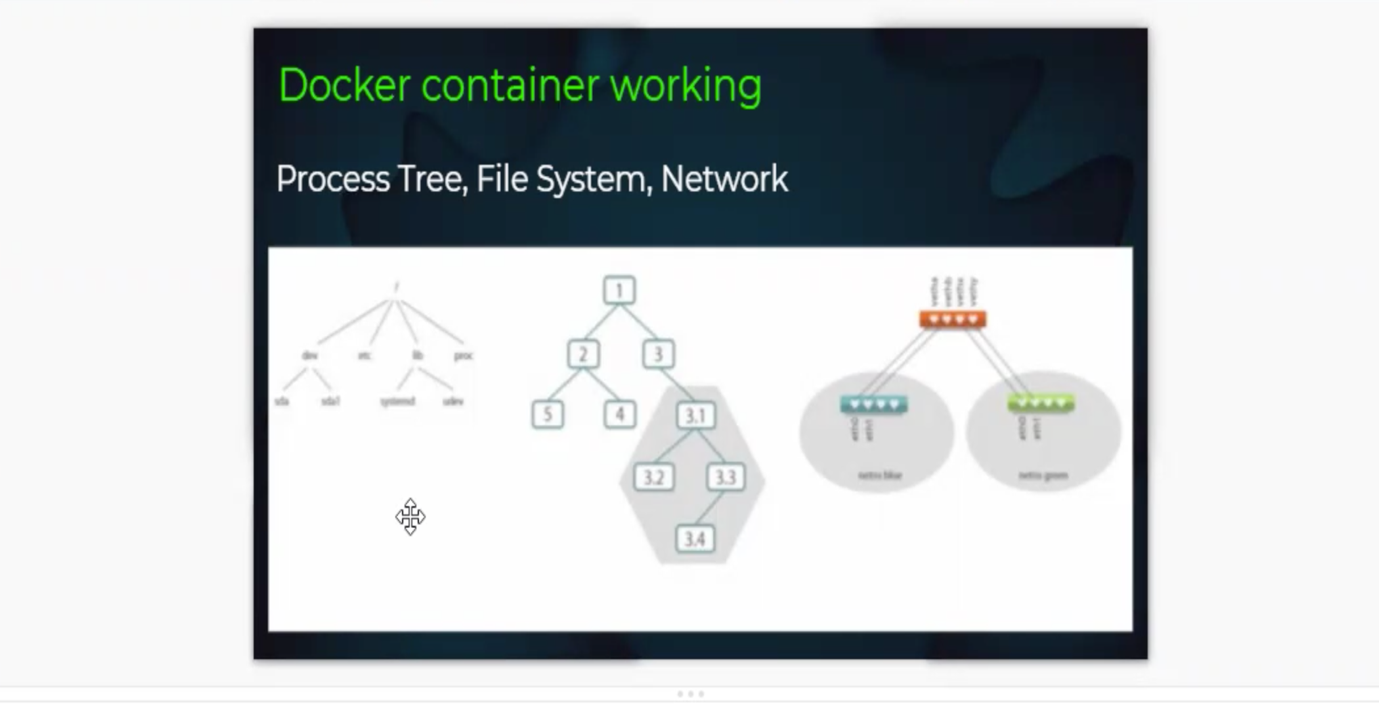 Docker container working
Process Tree, File System, Network
/
dev etc lib proc
sda sda1 systemd udev
1
2 3
5 4 3.1
3.2 3.3
3.4
netns blue netns green